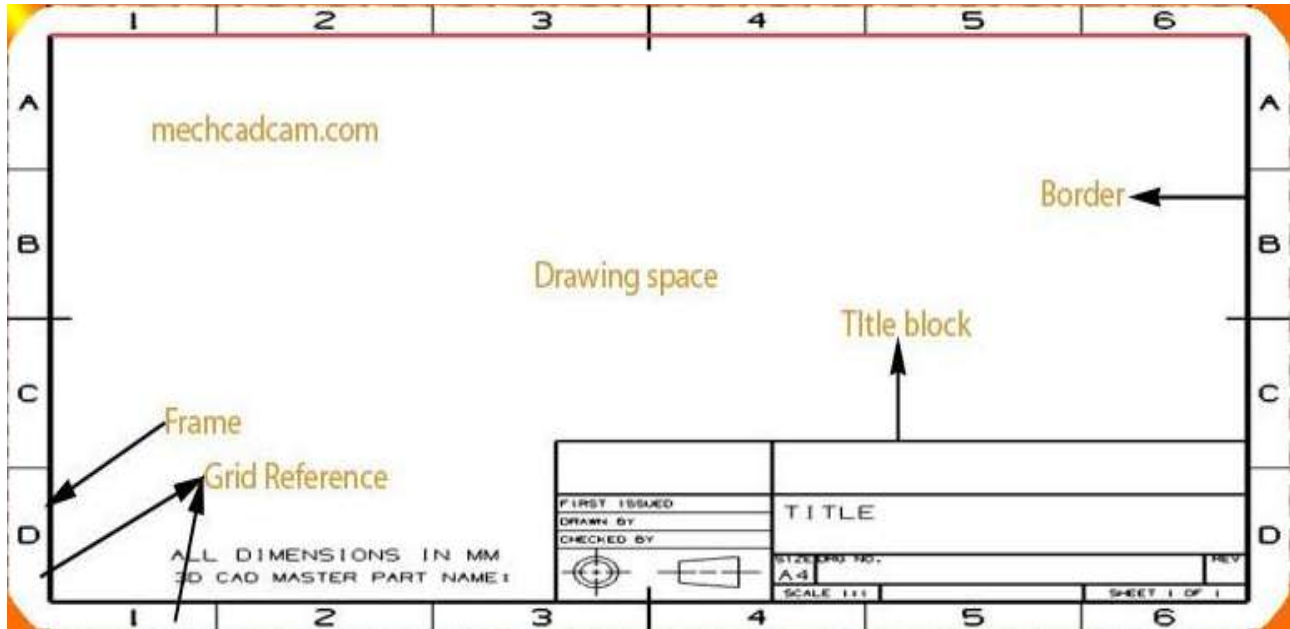 1 2 3 4 5 6
A A
mechcadcam.com
Border
B B
Drawing space
TItle block
C C
Frame
Grid Reference
FIRST ISSUED
TITLE
DRAWN BY
D D
CHECKED BY
ALL DIMENSIONS IN MM
SIZE DRG NO. REV
3D CAD MASTER PART NAME:
A4
SCALE 1:1 SHEET 1 OF 1
1 2 3 4 5 6